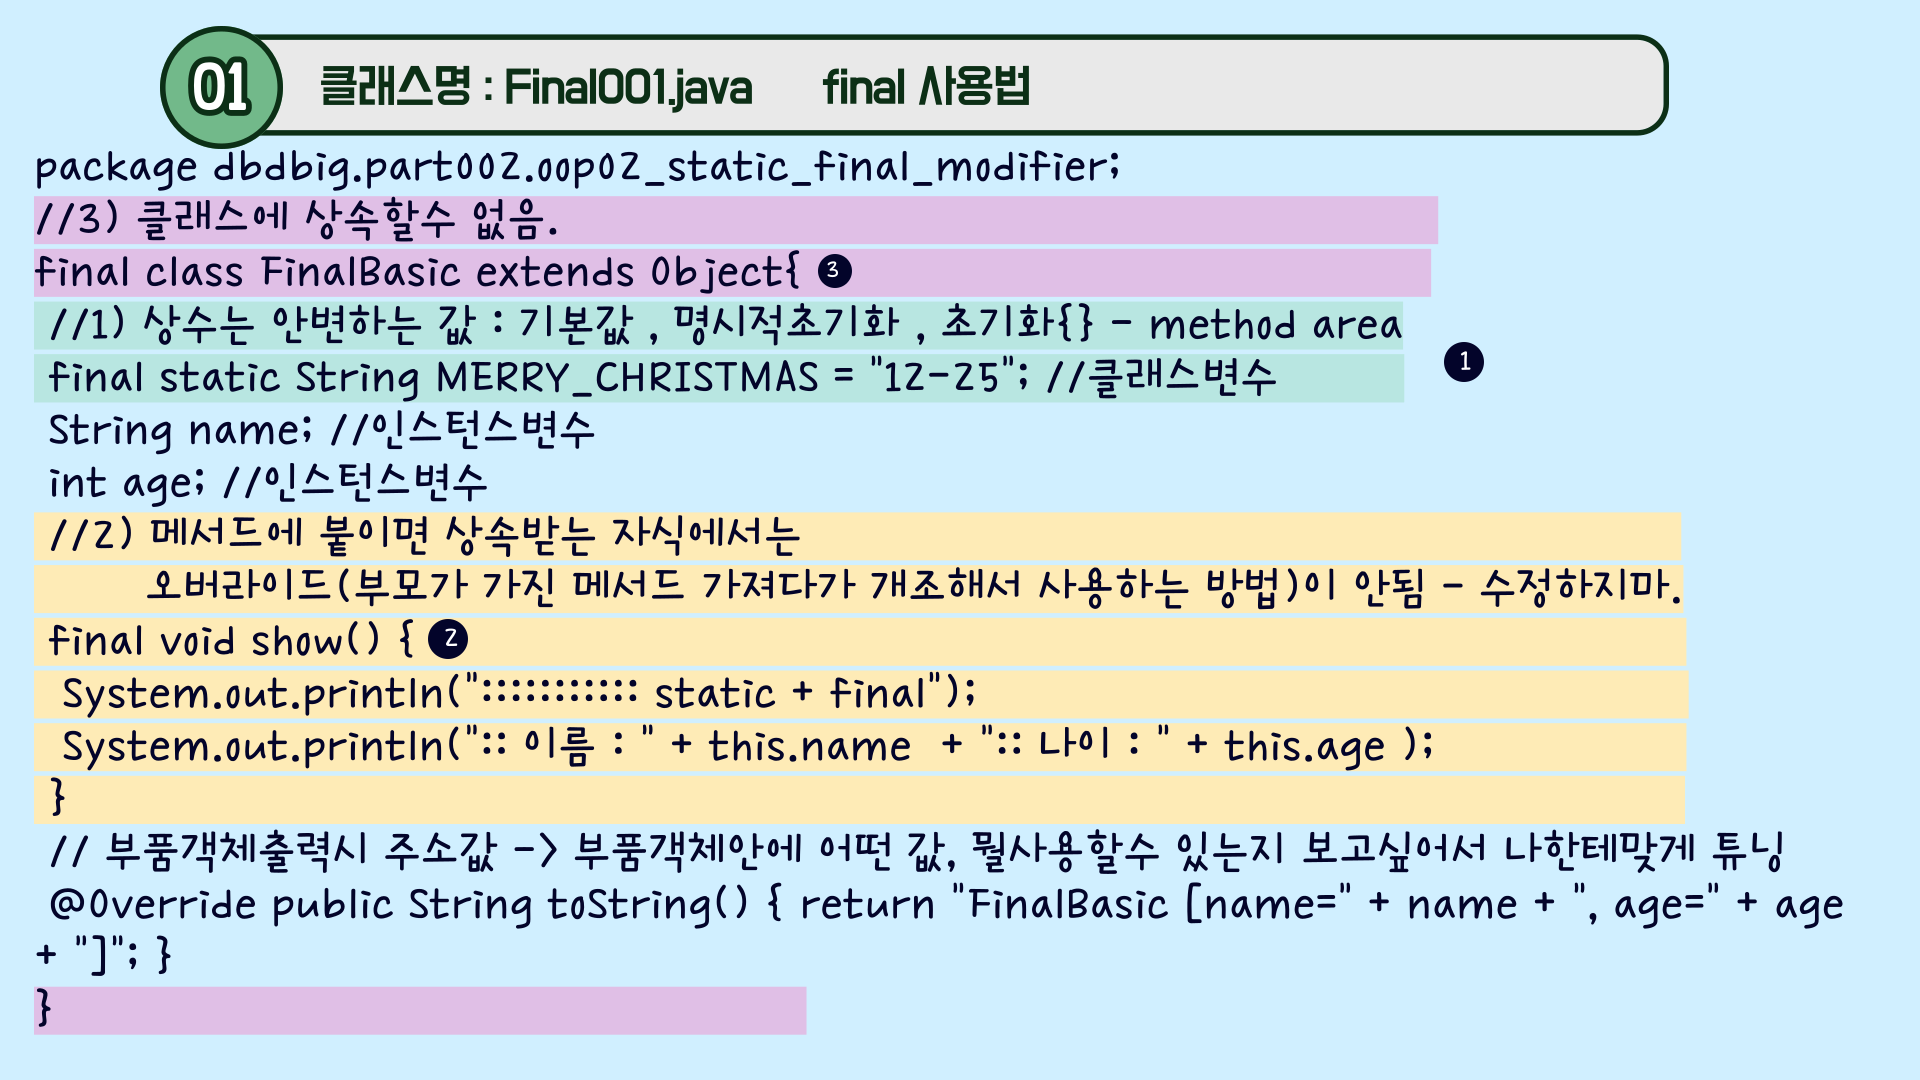 01 클래스명 : Final001.java final 사용법
package dbdbig.part002.oop02_static_final_modifier;
//3) 클래스에 상속할수 없음.
final class FinalBasic extends Object{ 3
//1) 상수는 안변하는 값 : 기본값 , 명시적초기화 , 초기화{} - method area
1
final static String MERRY_CHRISTMAS = "12-25"; //클래스변수
String name; //인스턴스변수
int age; //인스턴스변수
//2) 메서드에 붙이면 상속받는 자식에서는
오버라이드(부모가 가진 메서드 가져다가 개조해서 사용하는 방법)이 안됨 - 수정하지마.
final void show() { 2
System.out.println("::::::::::: static + final");
System.out.println(":: 이름 : " + this.name  + ":: 나이 : " + this.age );
}
// 부품객체출력시 주소값 -> 부품객체안에 어떤 값, 뭘사용할수 있는지 보고싶어서 나한테맞게 튜닝
@Override public String toString() { return "FinalBasic [name=" + name + ", age=" + age
+ "]"; }
}